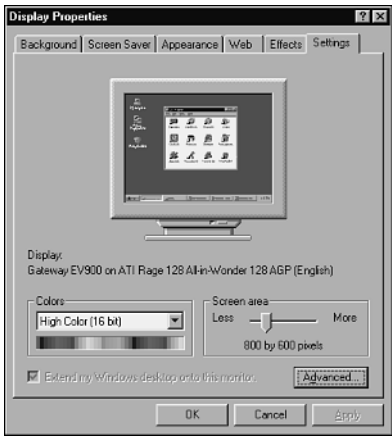 Display Properties
Background Screen Saver Appearance Web Effects Settings
Display:
Gateway EV900 on ATI Rage 128 All-in-Wonder 128 AGP (English)
Colors
High Color (16 bit)
Screen area
Less More
800 by 600 pixels
Extend my Windows desktop onto this monitor.
Advanced...
OK Cancel Apply